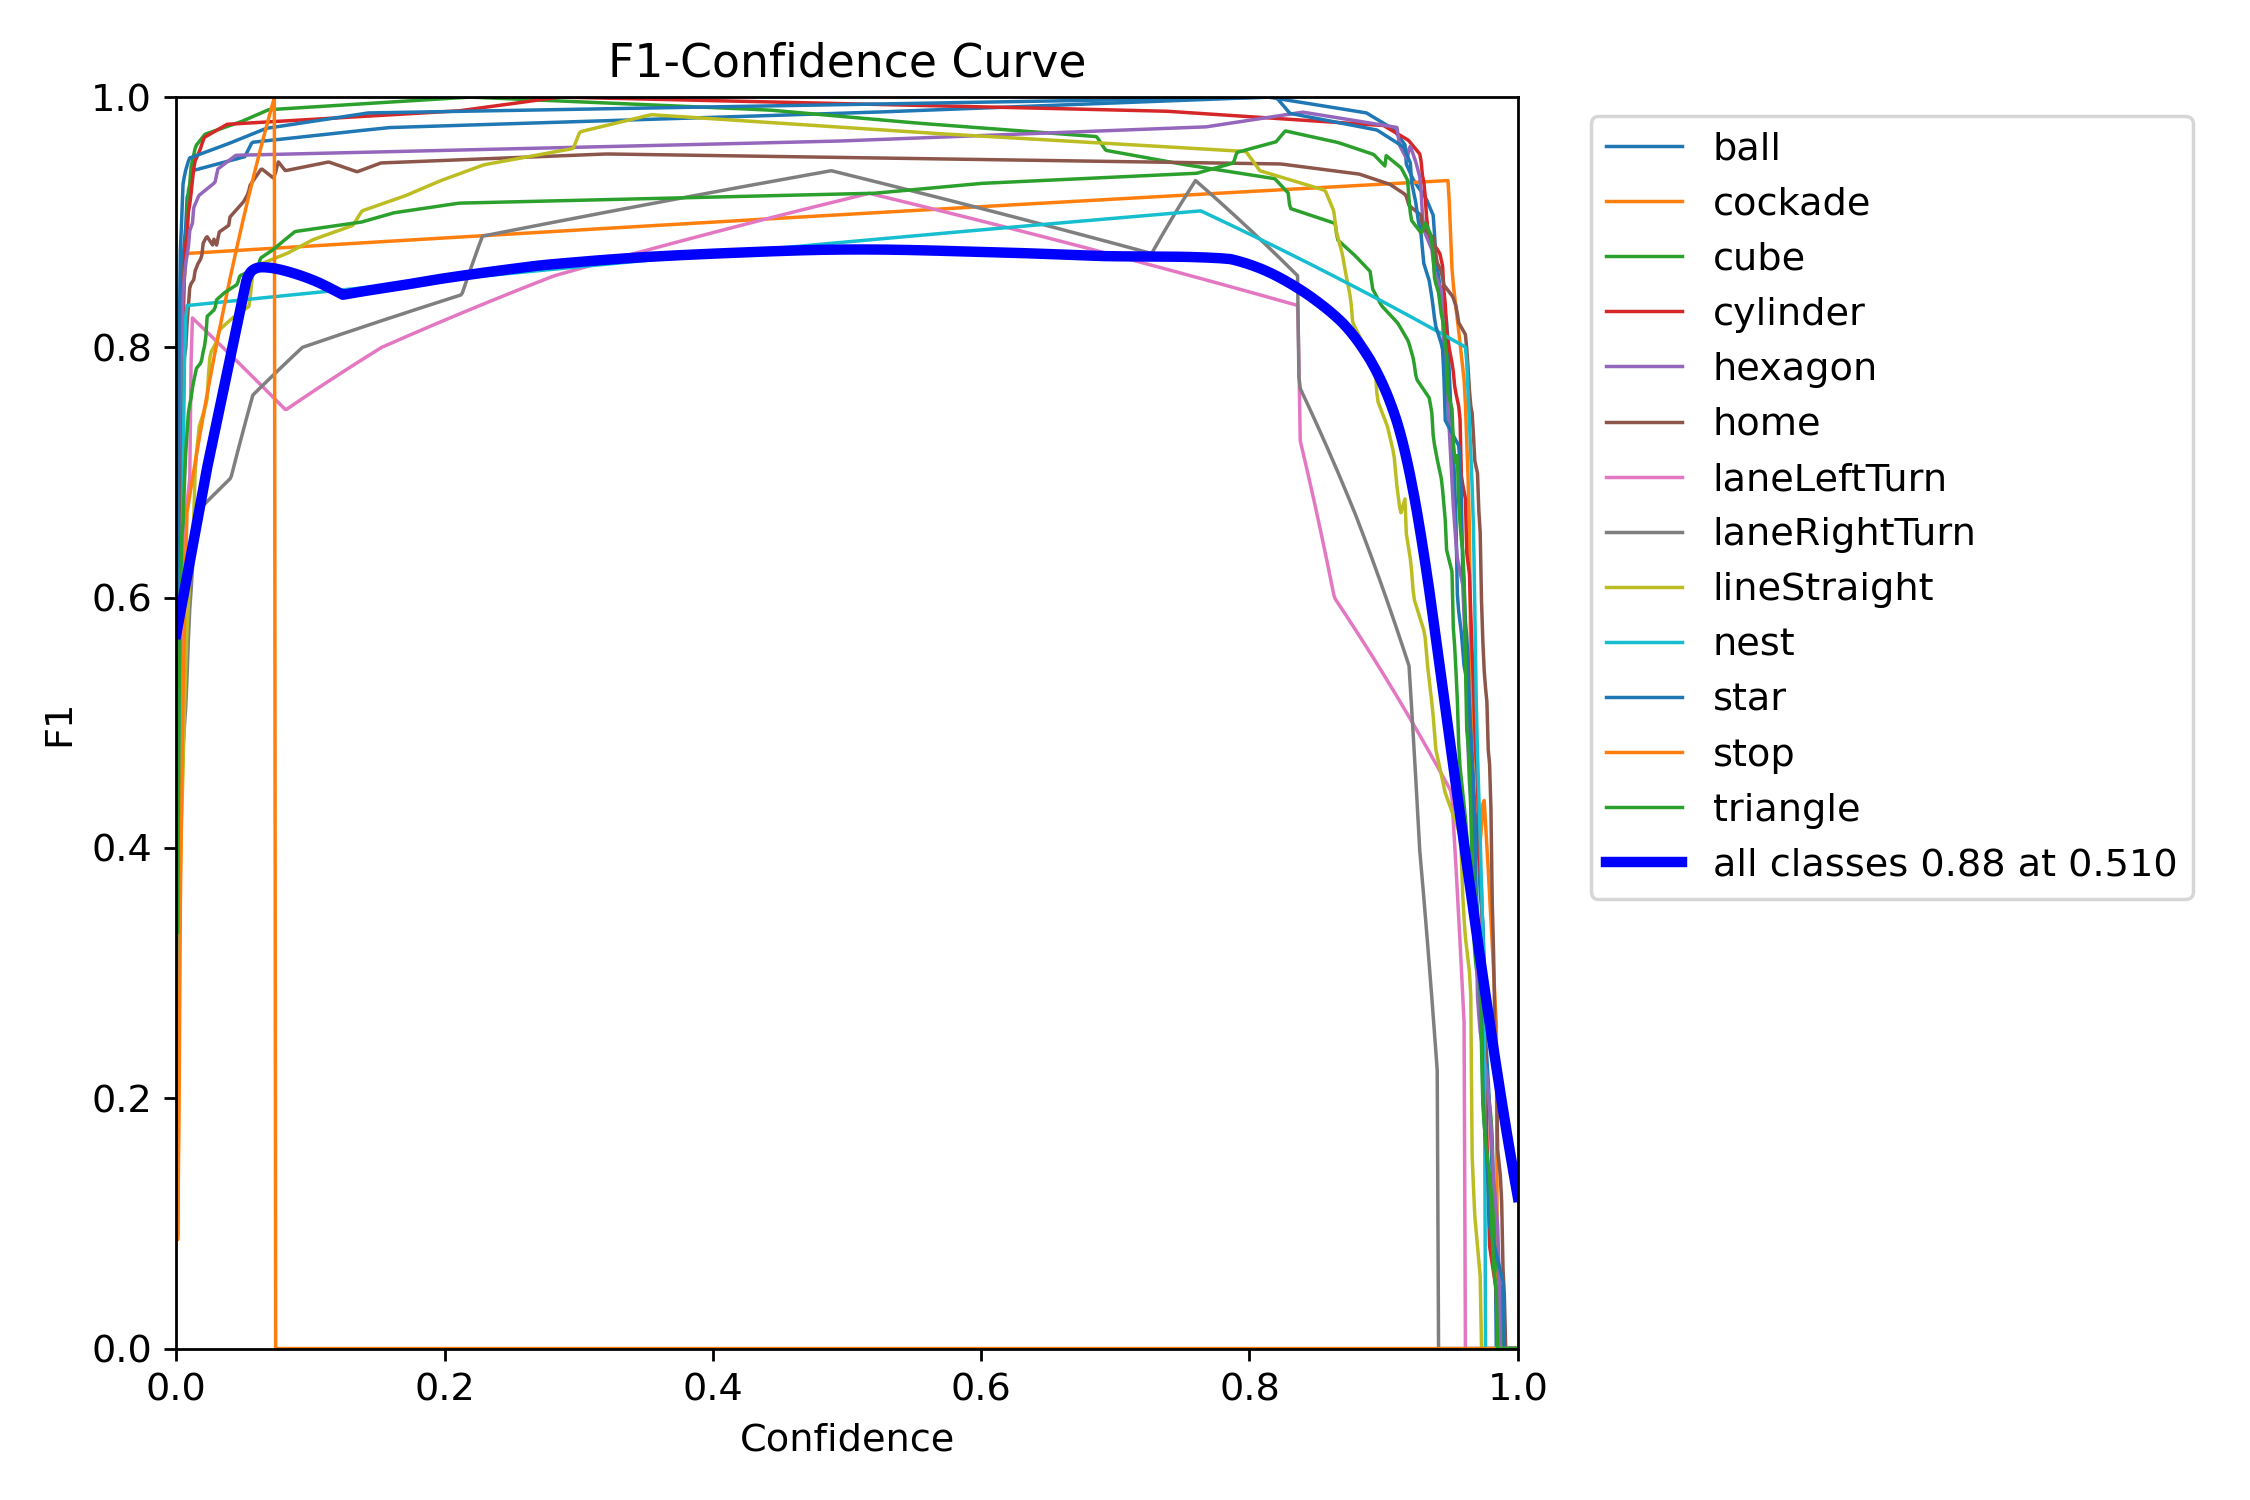 F1-Confidence Curve
1.0
0.8
0.6
0.4
0.2
0.0
F1
0.0 0.2 0.4 0.6 0.8 1.0
Confidence
ball
cockade
cube
cylinder
hexagon
home
laneLeftTurn
laneRightTurn
lineStraight
nest
star
stop
triangle
all classes 0.88 at 0.510